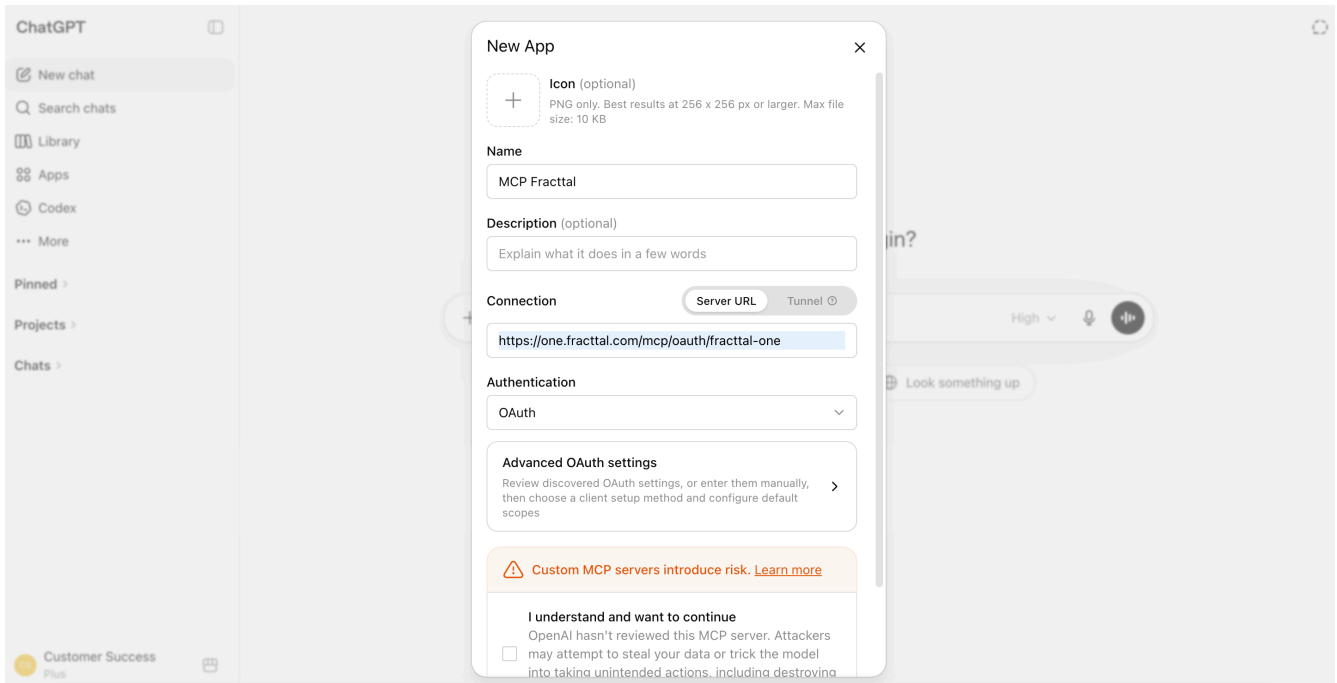 ChatGPT
New chat
Search chats
Library
Apps
Codex
More
Pinned
Projects
Chats
Customer Success
Plus
New App
Icon (optional)
PNG only. Best results at 256 x 256 px or larger. Max file
size: 10 KB
Name
MCP Fracttal
Description (optional)
Explain what it does in a few words
Connection
Server URL
Tunnel
https://one.fracttal.com/mcp/oauth/fracttal-one
Authentication
OAuth
Advanced OAuth settings
Review discovered OAuth settings, or enter them manually,
then choose a client setup method and configure default
scopes
Custom MCP servers introduce risk. Learn more
I understand and want to continue
OpenAI hasn't reviewed this MCP server. Attackers
may attempt to steal your data or trick the model
into taking unintended actions, including destroying
High
Look something up